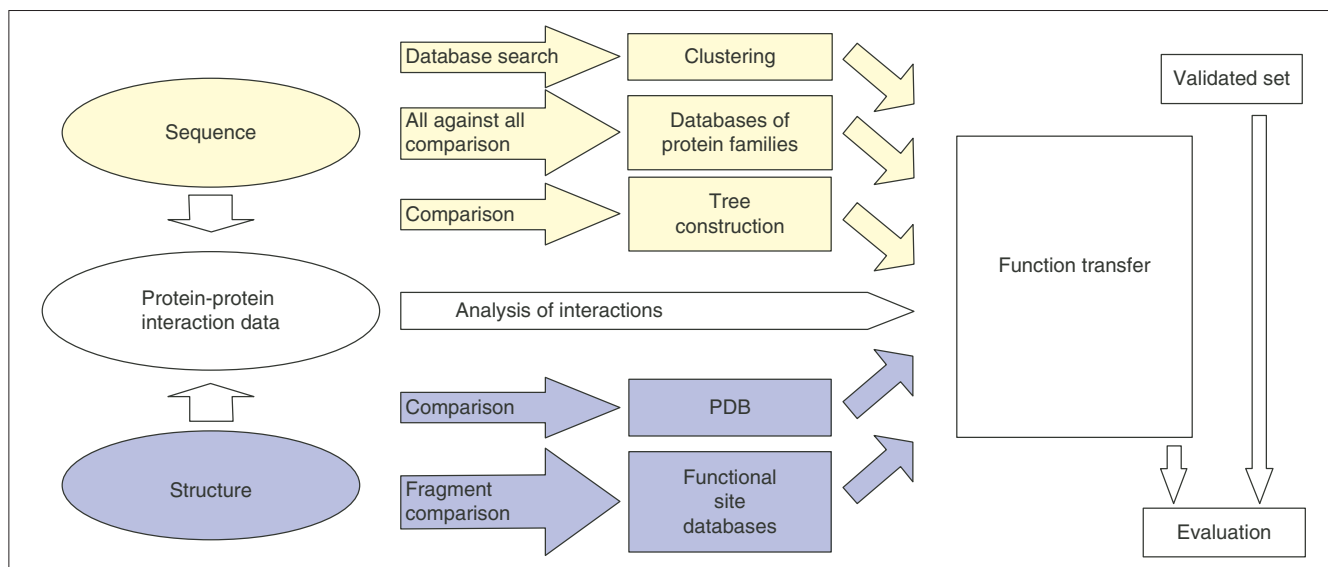 Database search
Clustering
Validated set
Sequence
All against all
comparison
Databases of
protein families
Comparison
Tree
construction
Function transfer
Protein-protein
interaction data
Analysis of interactions
Comparison
PDB
Structure
Fragment
comparison
Functional
site
databases
Evaluation